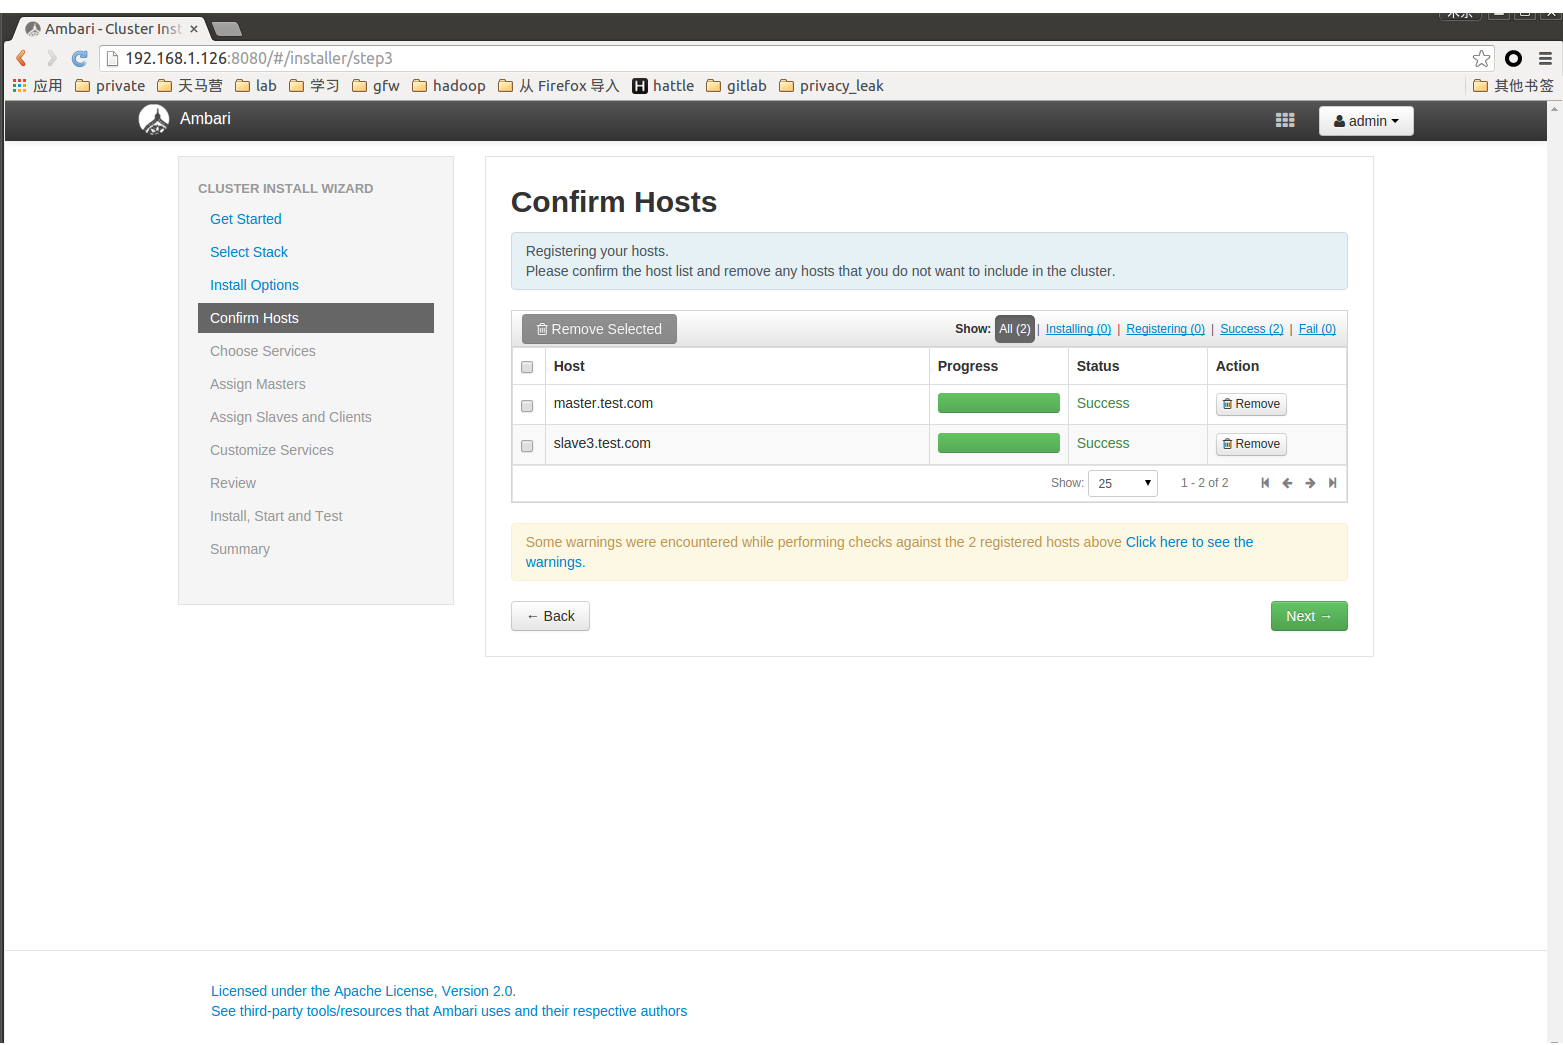 Ambari - Cluster Inst
192.168.1.126:8080/#/installer/step3
应用 private 天马营 lab 学习 gfw hadoop 从 Firefox 导入 hattle gitlab privacy_leak 其他书签
Ambari
admin
CLUSTER INSTALL WIZARD
Get Started
Select Stack
Install Options
Confirm Hosts
Choose Services
Assign Masters
Assign Slaves and Clients
Customize Services
Review
Install, Start and Test
Summary
Confirm Hosts
Registering your hosts.
Please confirm the host list and remove any hosts that you do not want to include in the cluster.
Remove Selected
Show: All (2) | Installing (0) | Registering (0) | Success (2) | Fail (0)
Host Progress Status Action
master.test.com Success Remove
slave3.test.com Success Remove
Show: 25 1 - 2 of 2
Some warnings were encountered while performing checks against the 2 registered hosts above Click here to see the
warnings.
← Back
Next →
Licensed under the Apache License, Version 2.0.
See third-party tools/resources that Ambari uses and their respective authors